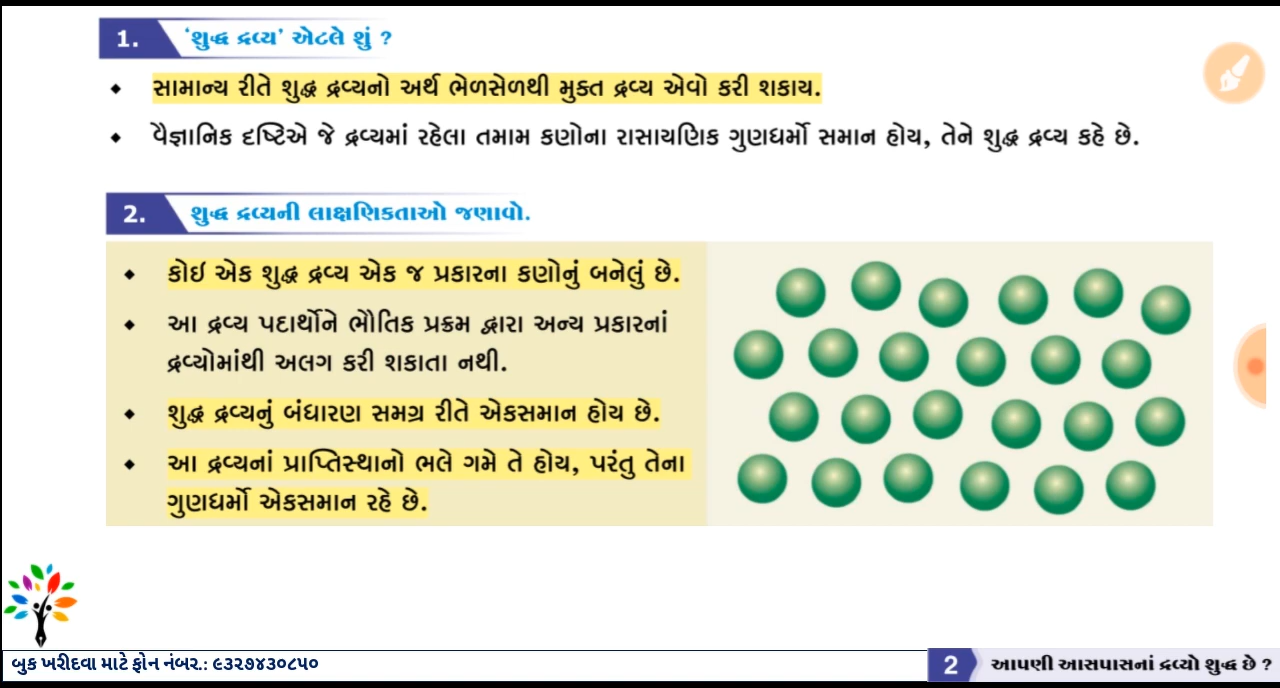 1. 'શુદ્ધ દ્રવ્ય' એટલે શું ?
◆ સામાન્ય રીતે શુદ્ધ દ્રવ્યનો અર્થ ભેળસેળથી મુક્ત દ્રવ્ય એવો કરી શકાય.
◆ વૈજ્ઞાનિક દૃષ્ટિએ જે દ્રવ્યમાં રહેલા તમામ કણોના રાસાયણિક ગુણધર્મો સમાન હોય, તેને શુદ્ધ દ્રવ્ય કહે છે.
2. શુદ્ધ દ્રવ્યની લાક્ષણિકતાઓ જણાવો.
◆ કોઈ એક શુદ્ધ દ્રવ્ય એક જ પ્રકારના કણોનું બનેલું છે.
◆ આ દ્રવ્ય પદાર્થોને ભૌતિક પ્રક્રમ દ્વારા અન્ય પ્રકારનાં
દ્રવ્યોમાંથી અલગ કરી શકાતા નથી.
◆ શુદ્ધ દ્રવ્યનું બંધારણ સમગ્ર રીતે એકસમાન હોય છે.
◆ આ દ્રવ્યનાં પ્રાપ્તિસ્થાનો ભલે ગમે તે હોય, પરંતુ તેના
ગુણધર્મો એકસમાન રહે છે.
બુક ખરીદવા માટે ફોન નંબર.: ૯૩૨૭૪૩૦૮૫૦
2 આપણી આસપાસનાં દ્રવ્યો શુદ્ધ છે ?